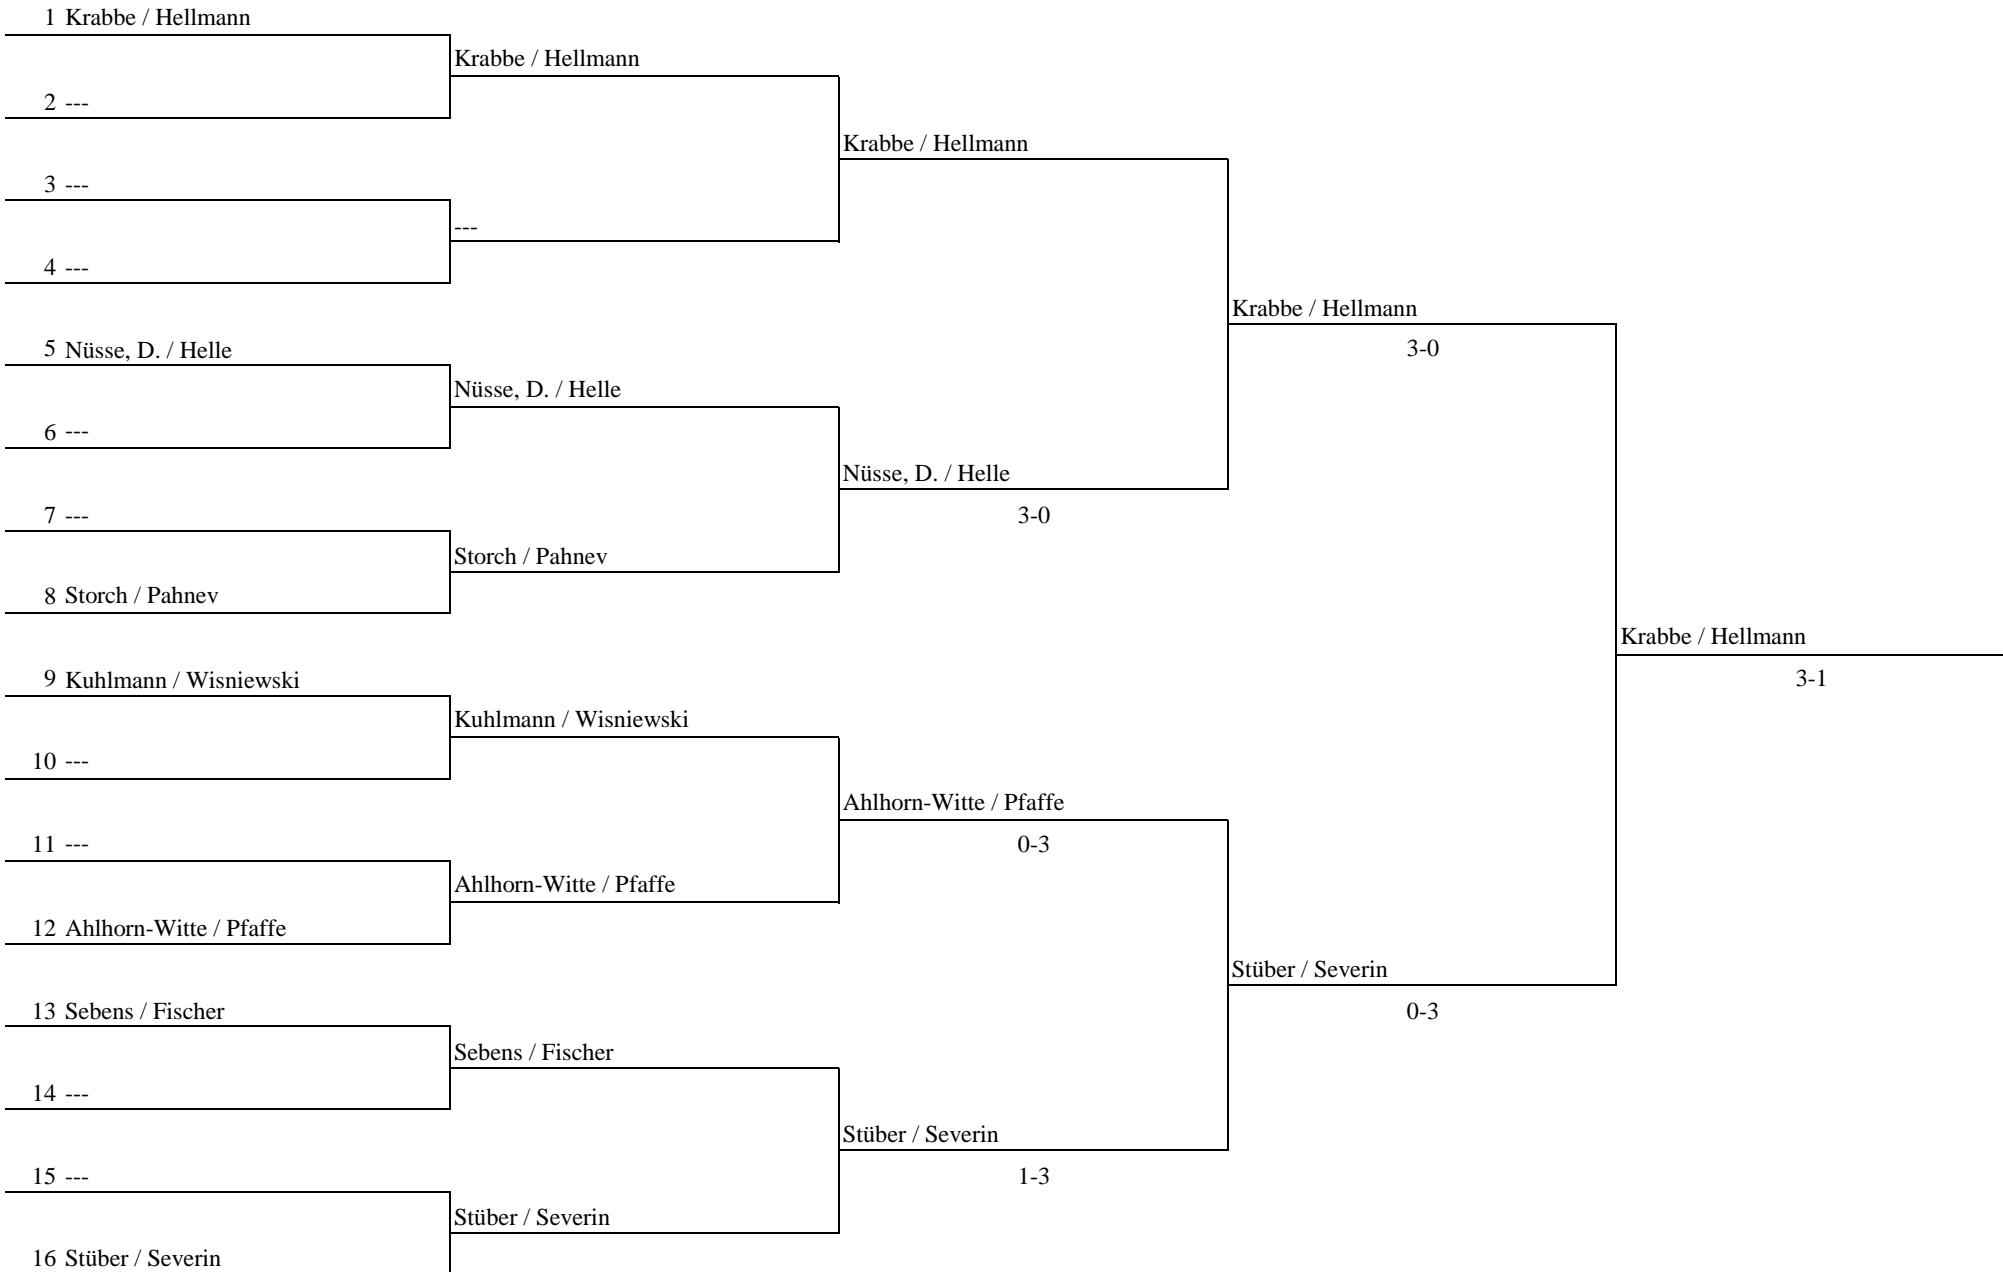 1 Krabbe / Hellmann
Krabbe / Hellmann
2 ---
Krabbe / Hellmann
3 ---
---
4 ---
Krabbe / Hellmann
3-0
5 Nüsse, D. / Helle
Nüsse, D. / Helle
6 ---
Nüsse, D. / Helle
3-0
7 ---
Storch / Pahnev
8 Storch / Pahnev
Krabbe / Hellmann
3-1
9 Kuhlmann / Wisniewski
Kuhlmann / Wisniewski
10 ---
Ahlhorn-Witte / Pfaffe
0-3
11 ---
Ahlhorn-Witte / Pfaffe
12 Ahlhorn-Witte / Pfaffe
Stüber / Severin
0-3
13 Sebens / Fischer
Sebens / Fischer
14 ---
Stüber / Severin
1-3
15 ---
Stüber / Severin
16 Stüber / Severin